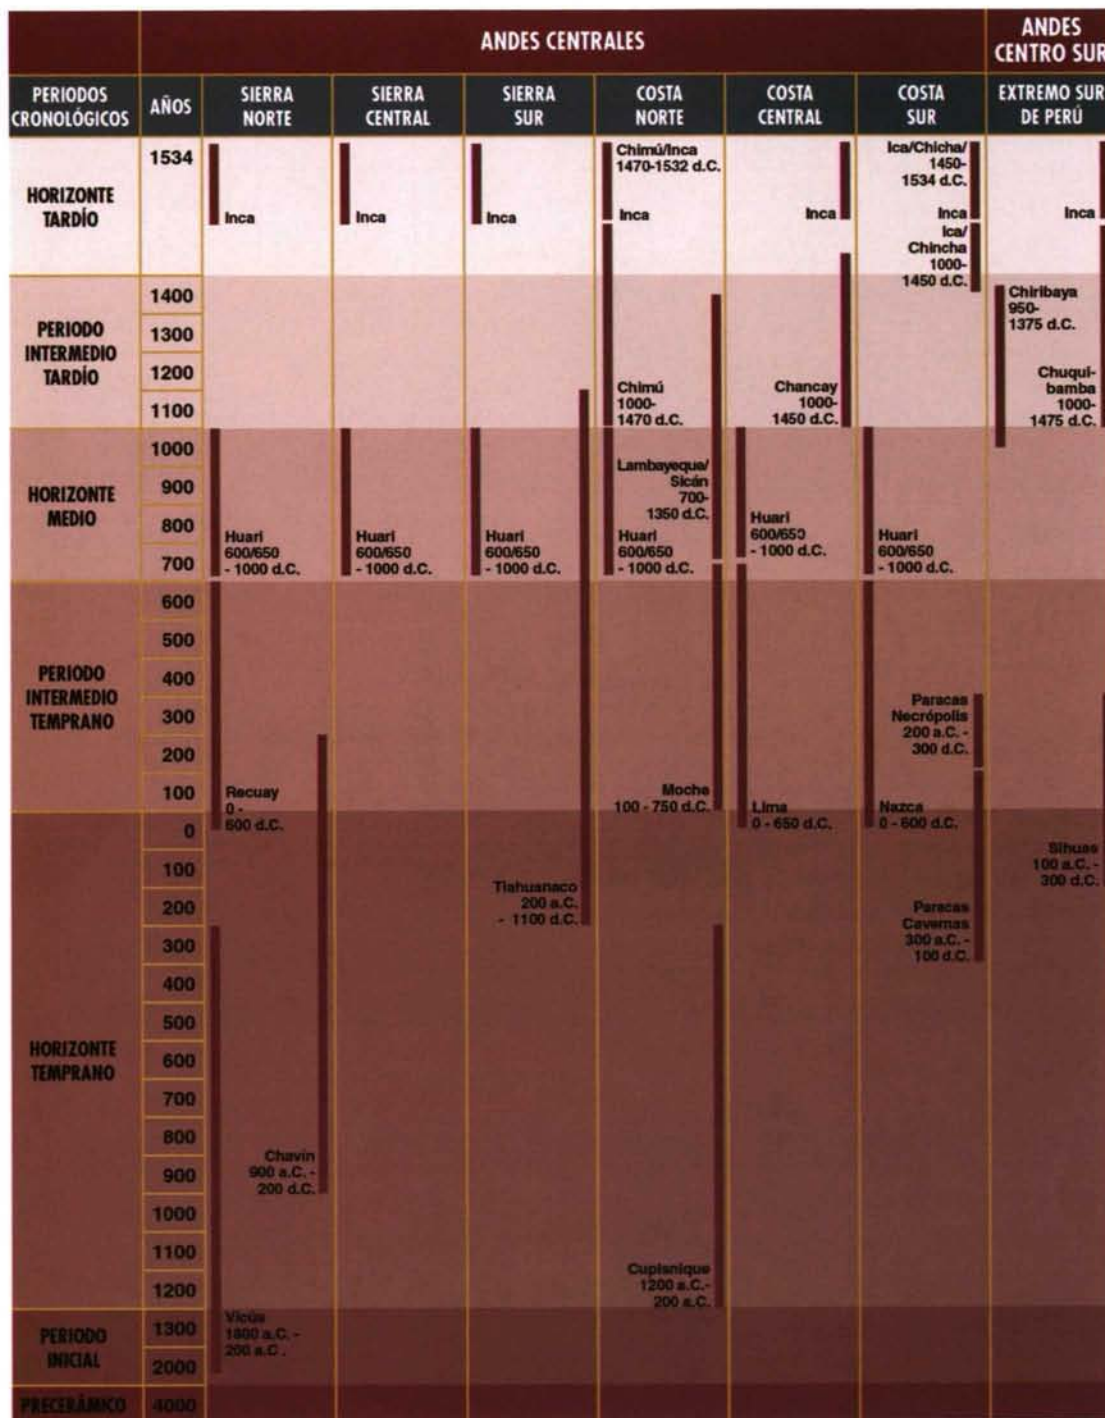 ANDES CENTRALES
ANDES
CENTRO SUR
PERIODOS
CRONOLÓGICOS
AÑOS
SIERRA
NORTE
SIERRA
CENTRAL
SIERRA
SUR
COSTA
NORTE
COSTA
CENTRAL
COSTA
SUR
EXTREMO SUR
DE PERÚ
HORIZONTE
TARDÍO
1534
Inca
Inca
Inca
Chimú/Inca
1470-1532 d.C.
Inca
Inca
Ica/Chicha/
1450-
1534 d.C.
Inca
Ica/
Chincha
1000-
1450 d.C.
Inca
PERIODO
INTERMEDIO
TARDÍO
1400
1300
1200
1100
Chimú
1000-
1470 d.C.
Chancay
1000-
1450 d.C.
Chiribaya
950-
1375 d.C.
Chuqui-
bamba
1000-
1475 d.C.
HORIZONTE
MEDIO
1000
900
800
700
Huari
600/650
- 1000 d.C.
Huari
600/650
- 1000 d.C.
Huari
600/650
- 1000 d.C.
Lambayeque/
Sicán
700-
1350 d.C.
Huari
600/650
- 1000 d.C.
Huari
600/650
- 1000 d.C.
Huari
600/650
- 1000 d.C.
PERIODO
INTERMEDIO
TEMPRANO
600
500
400
300
200
100
Recuay
0 -
600 d.C.
Moche
100 - 750 d.C.
Lima
0 - 650 d.C.
Paracas
Necrópolis
200 a.C. -
300 d.C.
Nazca
0 - 600 d.C.
HORIZONTE
TEMPRANO
0
100
200
300
400
500
600
700
800
900
1000
1100
1200
Chavín
900 a.C. -
200 d.C.
Tiahuanaco
200 a.C.
- 1100 d.C.
Cupisnique
1200 a.C.-
200 a.C.
Paracas
Cavernas
300 a.C. -
100 d.C.
Sihuas
100 a.C. -
300 d.C.
PERIODO
INICIAL
1300
2000
Vicús
1800 a.C. -
200 a.C.
PRECERÁMICO
4000